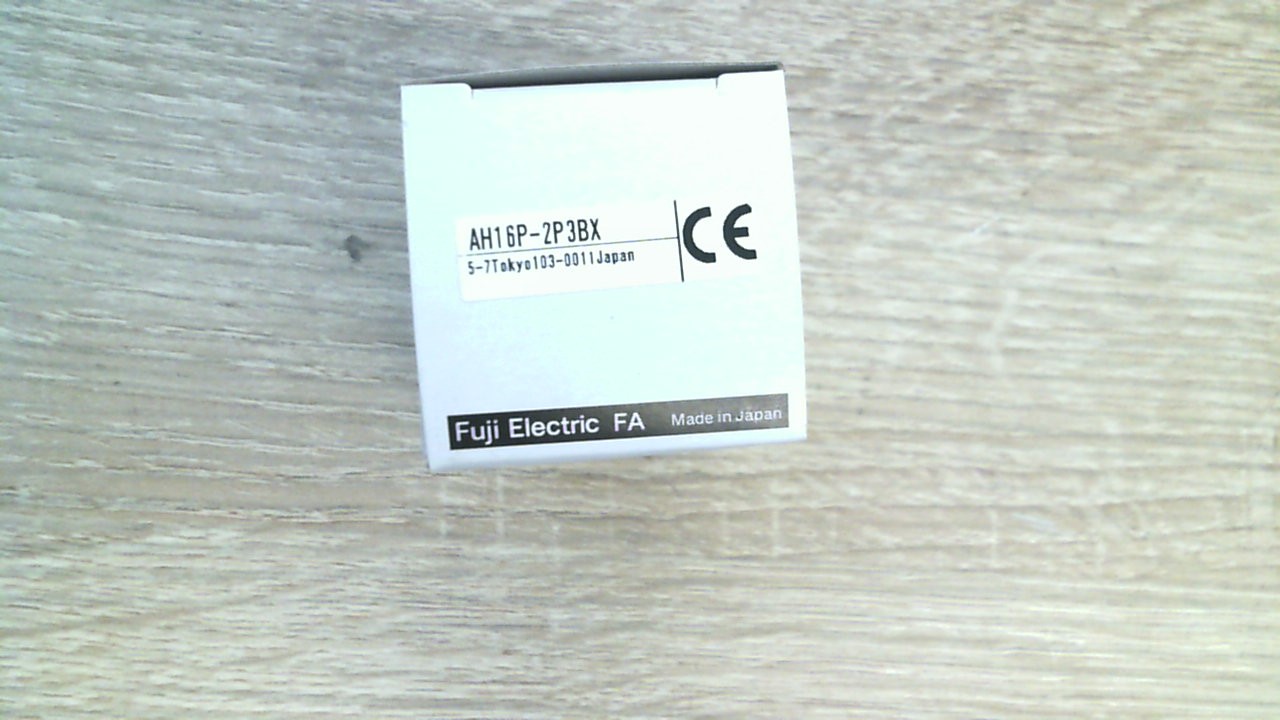 AH16P-2P3BX
5-7Tokyo103-0011Japan
CE
Fuji Electric FA Made in Japan